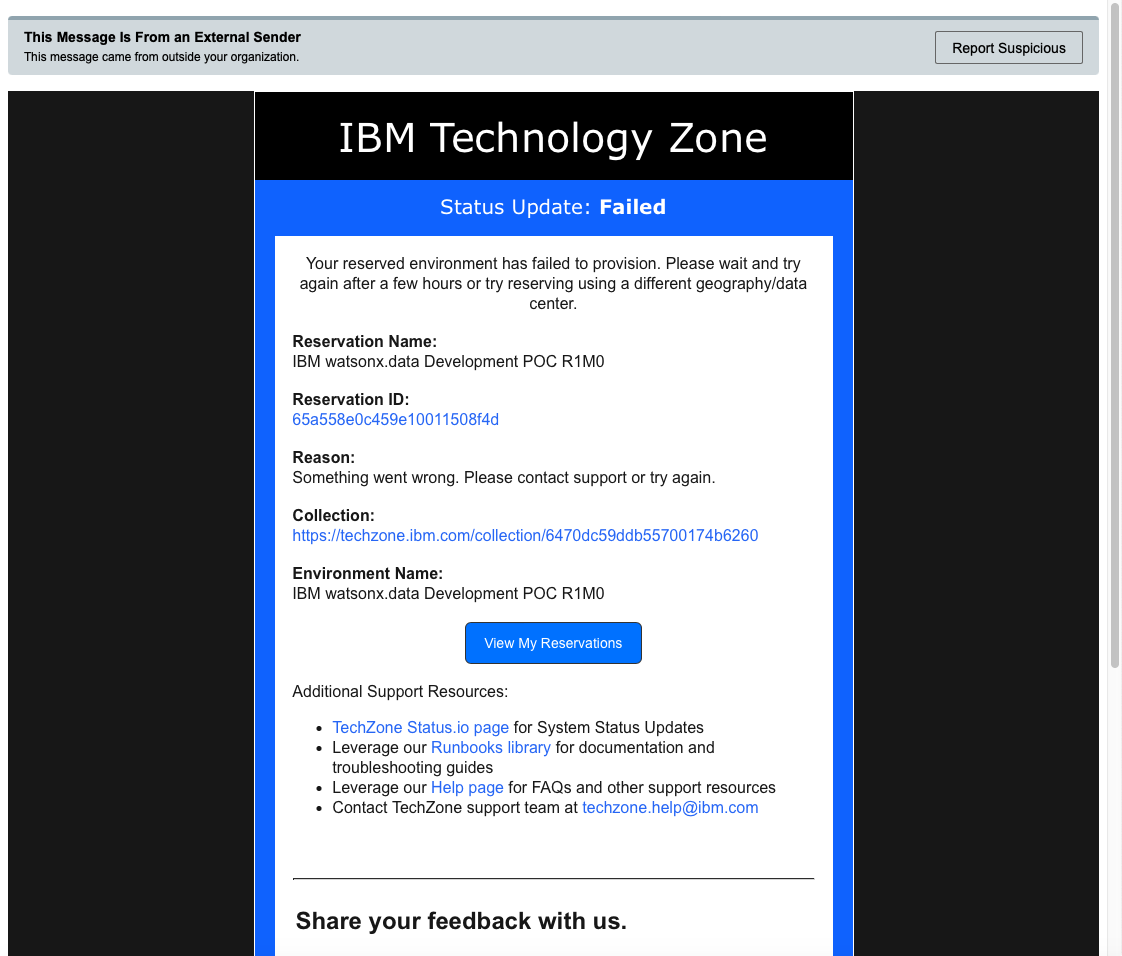 This Message Is From an External Sender
This message came from outside your organization.
Report Suspicious
IBM Technology Zone
Status Update: Failed
Your reserved environment has failed to provision. Please wait and try
again after a few hours or try reserving using a different geography/data
center.
Reservation Name:
IBM watsonx.data Development POC R1M0
Reservation ID:
65a558e0c459e10011508f4d
Reason:
Something went wrong. Please contact support or try again.
Collection:
https://techzone.ibm.com/collection/6470dc59ddb55700174b6260
Environment Name:
IBM watsonx.data Development POC R1M0
View My Reservations
Additional Support Resources:
• TechZone Status.io page for System Status Updates
• Leverage our Runbooks library for documentation and
troubleshooting guides
• Leverage our Help page for FAQs and other support resources
• Contact TechZone support team at techzone.help@ibm.com
Share your feedback with us.